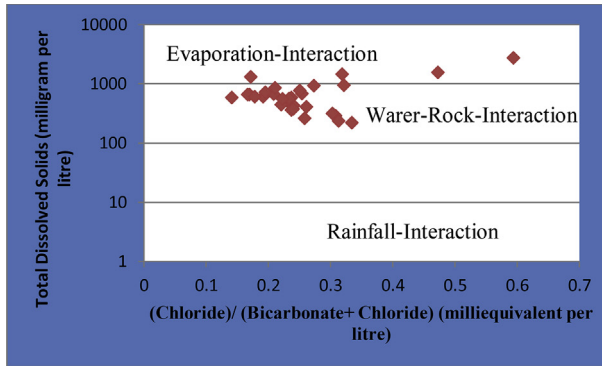 10000
1000
100
10
1
Total Dissolved Solids (milligram per
litre)
Evaporation-Interaction
Warer-Rock-Interaction
Rainfall-Interaction
0 0.1 0.2 0.3 0.4 0.5 0.6 0.7
(Chloride)/ (Bicarbonate+ Chloride) (milliequivalent per
litre)